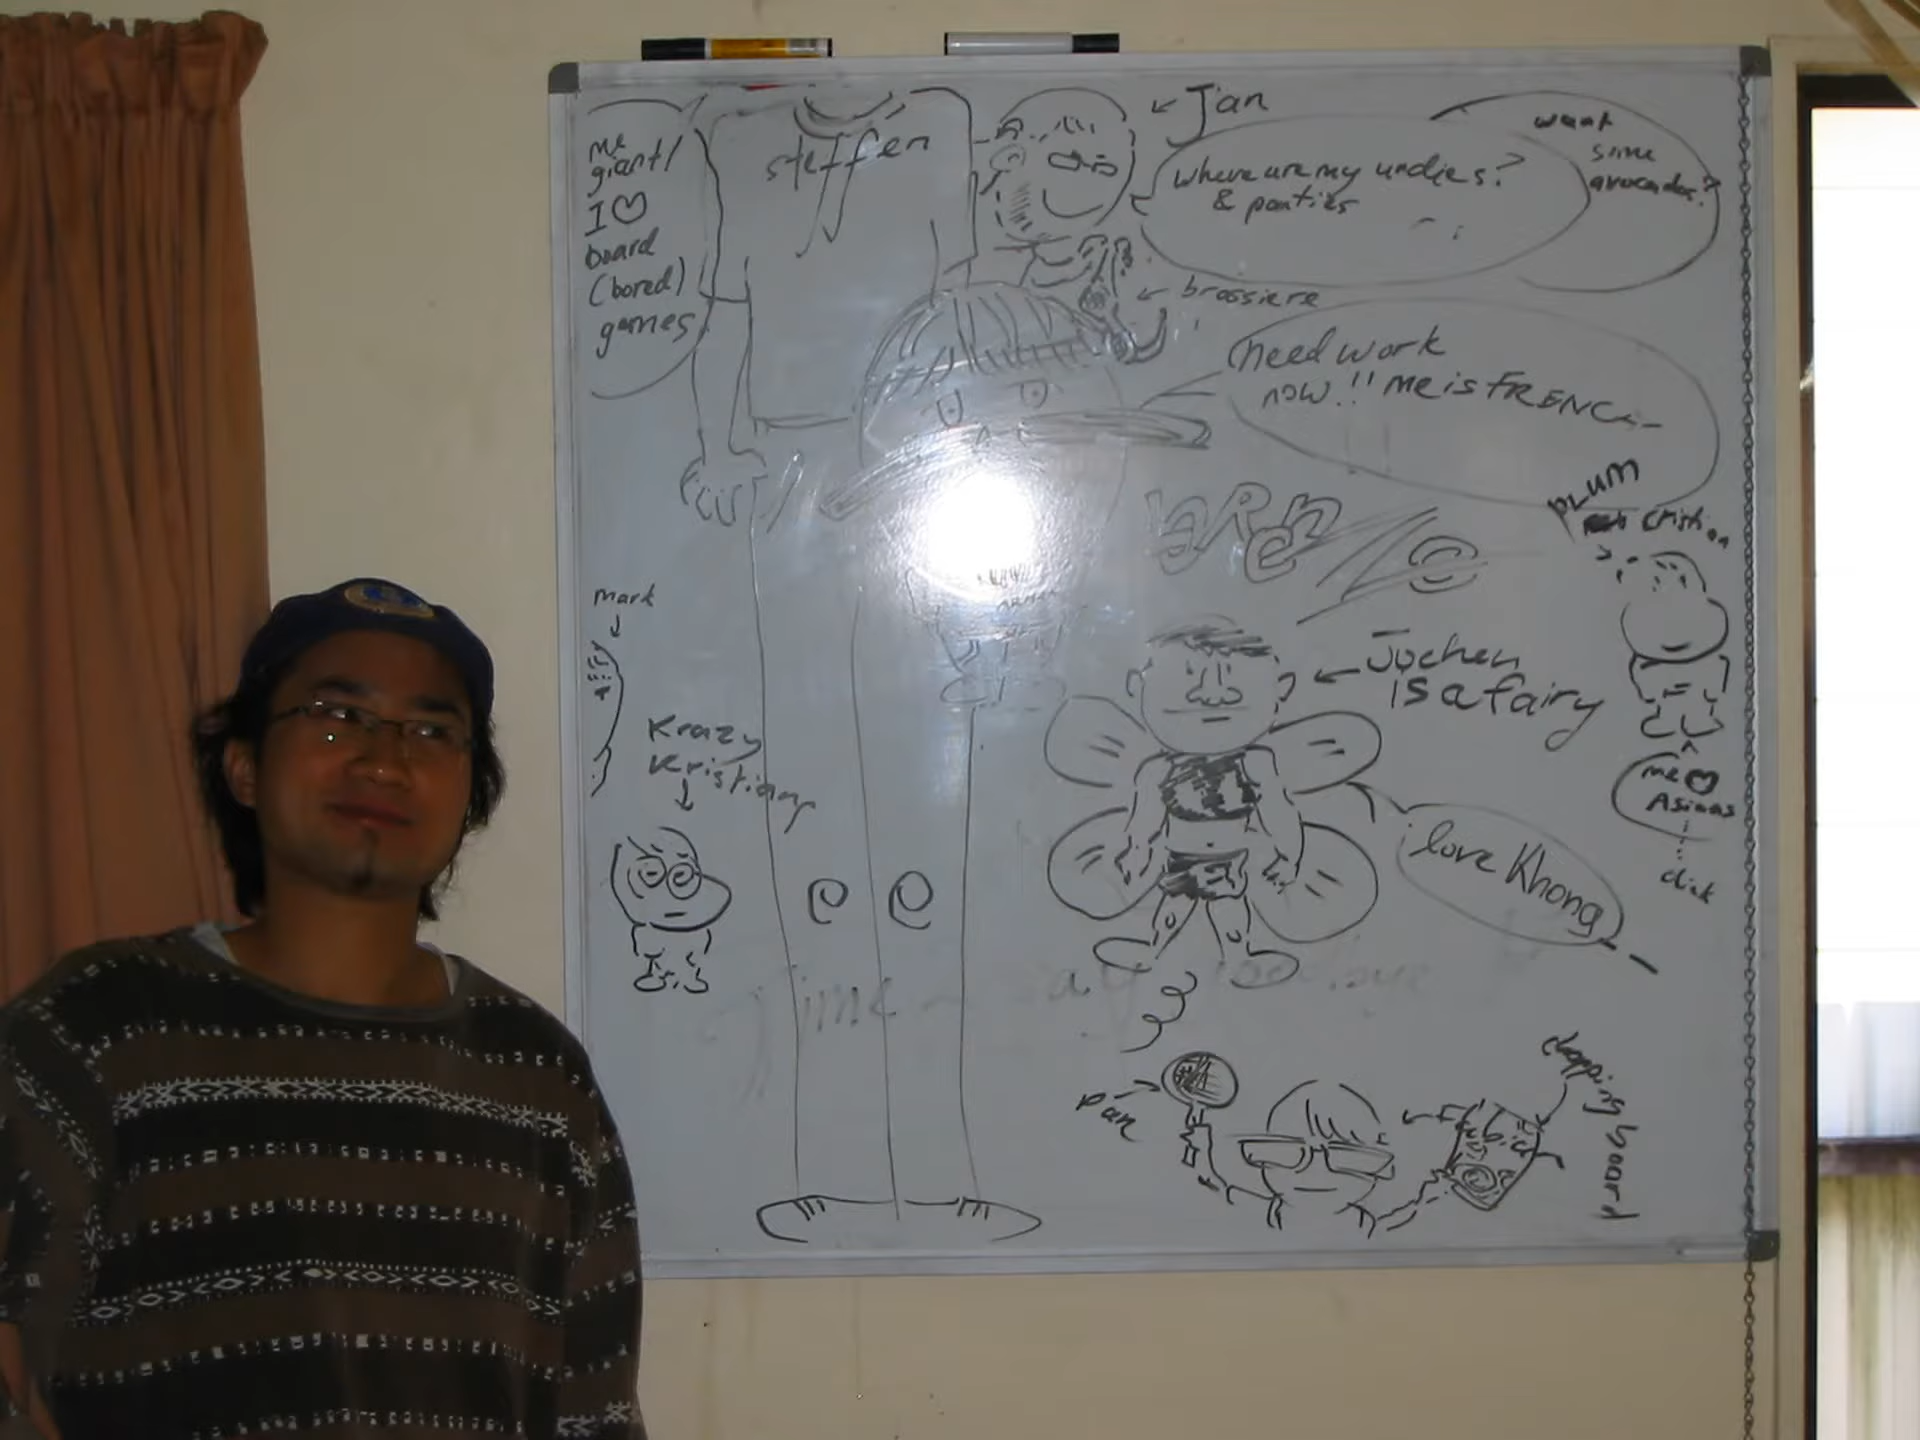 me
giant!
I ♡
board
(bored)
games
steffen
Jan
where are my undies?
& panties
want
some
avocados?
brassiere
need work
now!! me is FRENCH
PLUM
cristian
mark
Krazy
Kristian
Jochen
is a fairy
me ♡
Asians
dick
love Khong
time
Pan
Fabic
chopping board